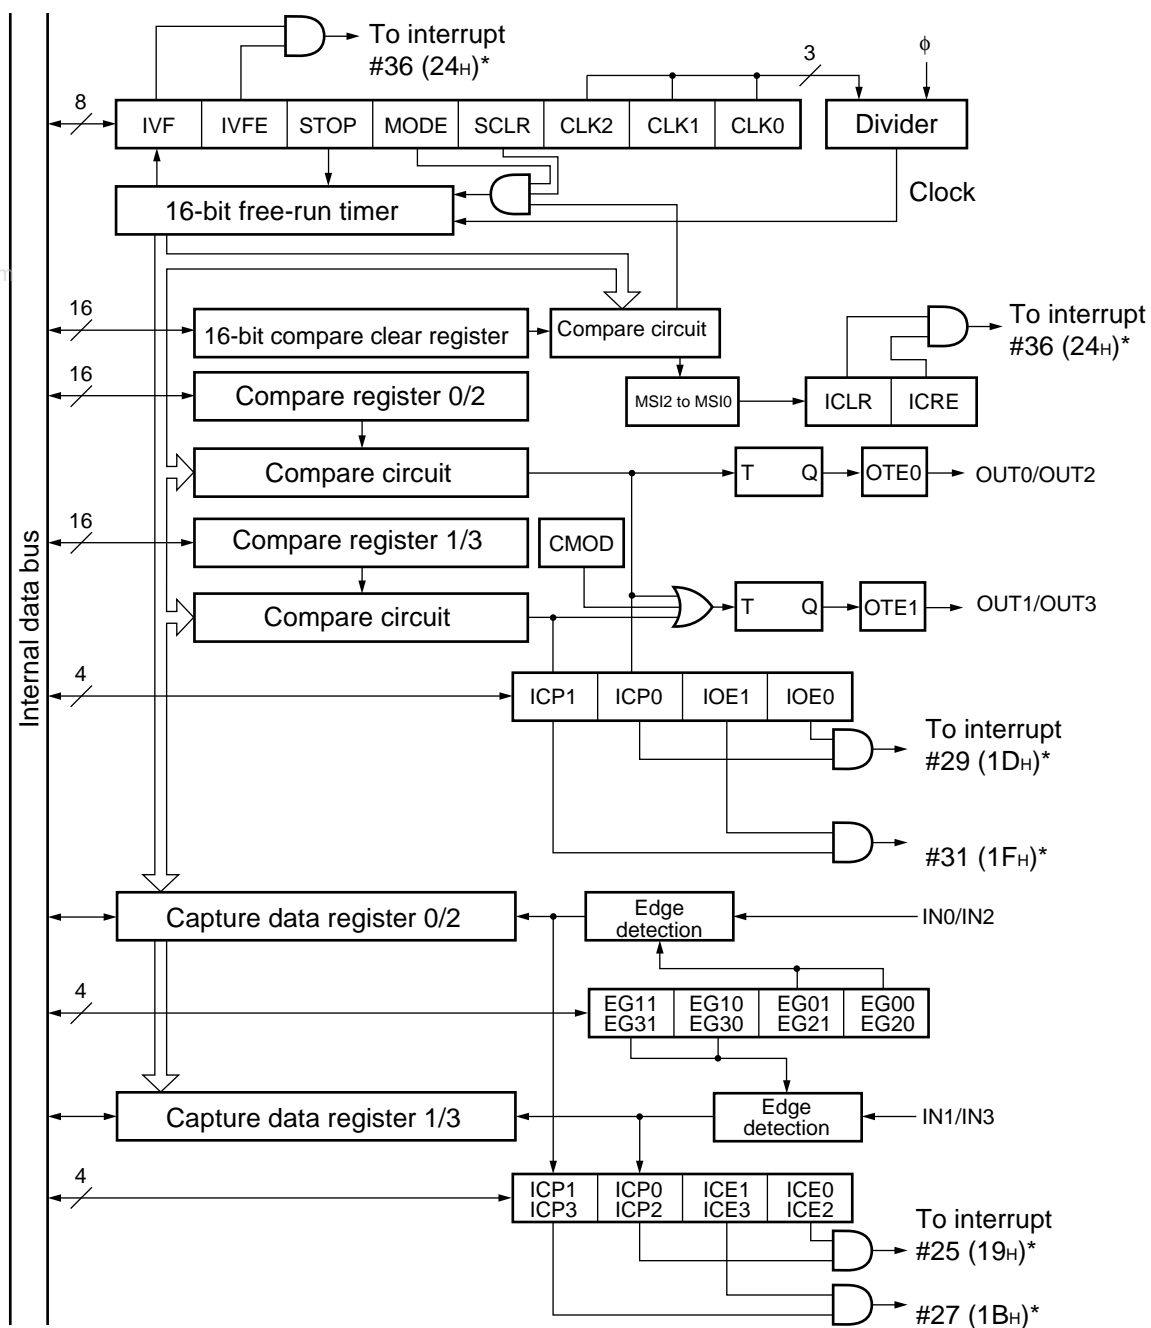 To interrupt
#36 (24H)*
3
ϕ
8
IVF
IVFE
STOP
MODE
SCLR
CLK2
CLK1
CLK0
Divider
16-bit free-run timer
Clock
m
16
16-bit compare clear register
Compare circuit
To interrupt
#36 (24H)*
16
Compare register 0/2
MSI2 to MSI0
ICLR
ICRE
Compare circuit
T
Q
OTE0
OUT0/OUT2
16
Compare register 1/3
CMOD
Compare circuit
T
Q
OTE1
OUT1/OUT3
Internal data bus
4
ICP1
ICP0
IOE1
IOE0
To interrupt
#29 (1DH)*
#31 (1FH)*
Capture data register 0/2
Edge
detection
IN0/IN2
4
EG11
EG31
EG10
EG30
EG01
EG21
EG00
EG20
Capture data register 1/3
Edge
detection
IN1/IN3
4
ICP1
ICP3
ICP0
ICP2
ICE1
ICE3
ICE0
ICE2
To interrupt
#25 (19H)*
#27 (1BH)*